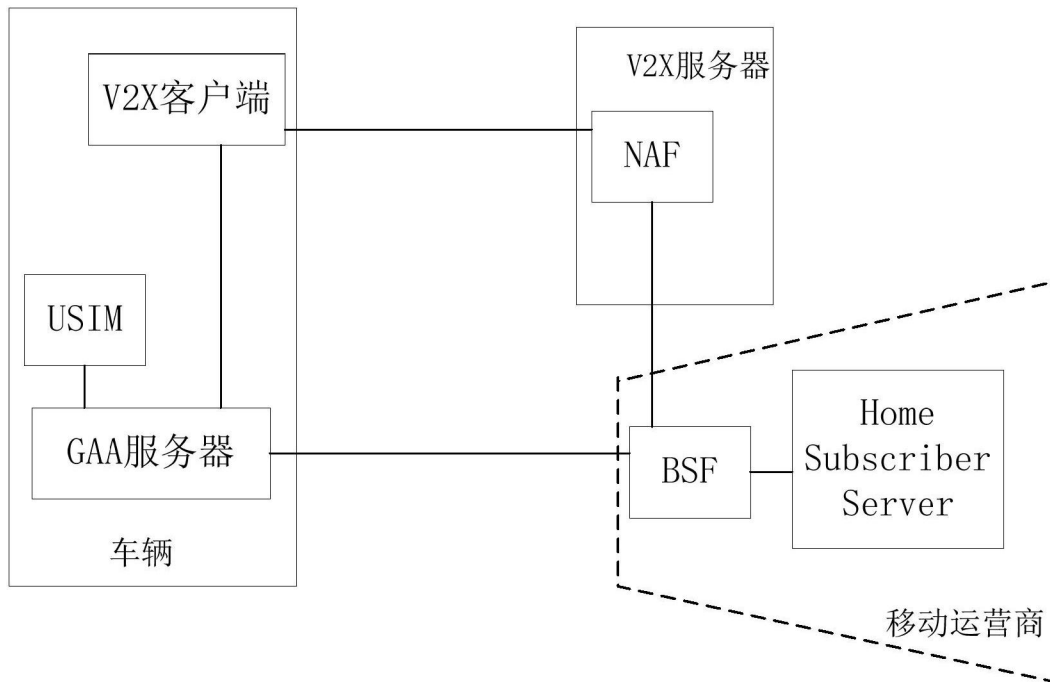 V2X服务器
V2X客户端
NAF
USIM
Home
Subscriber
Server
GAA服务器
BSF
车辆
移动运营商